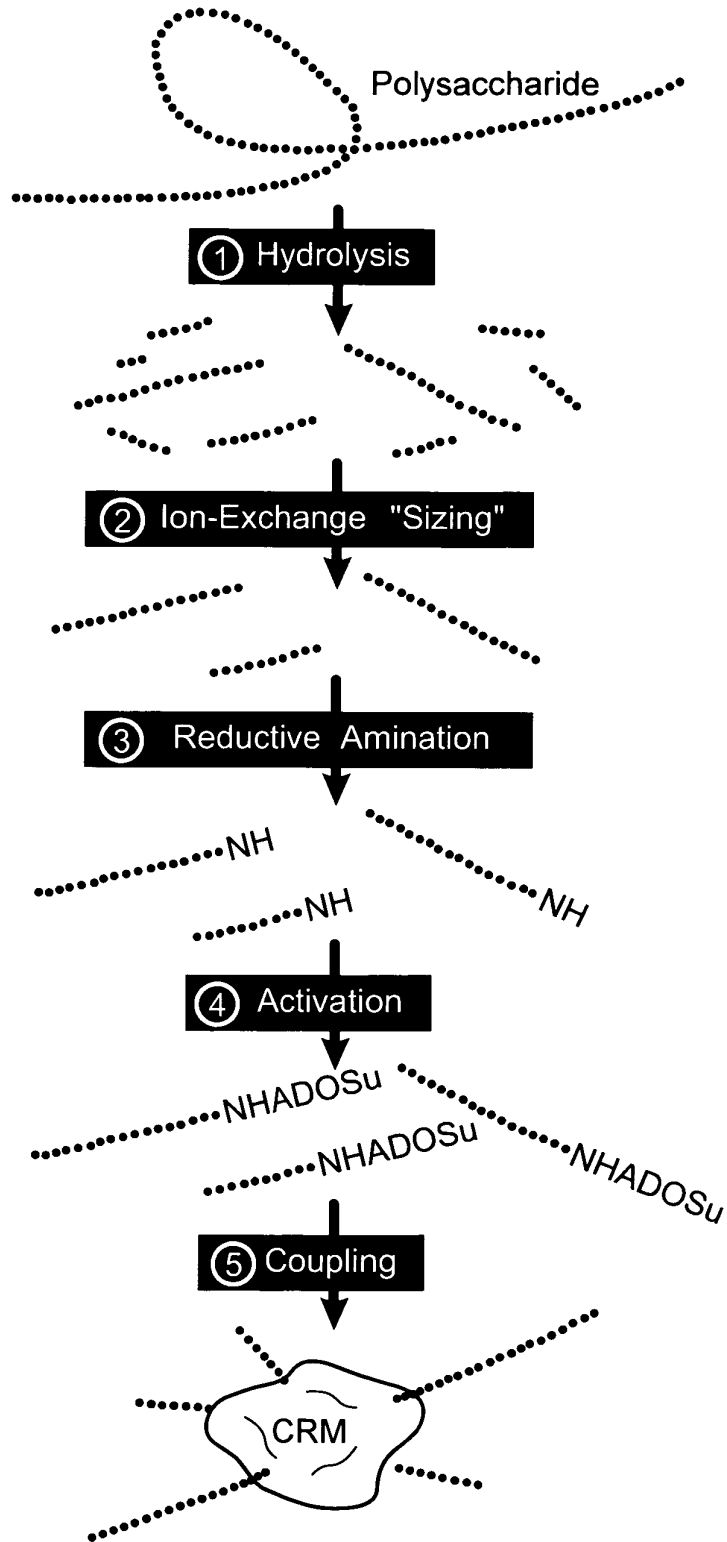 Polysaccharide
① Hydrolysis
② Ion-Exchange "Sizing"
③ Reductive Amination
NH
NH
NH
④ Activation
NHADOSu
NHADOSu
NHADOSu
⑤ Coupling
CRM